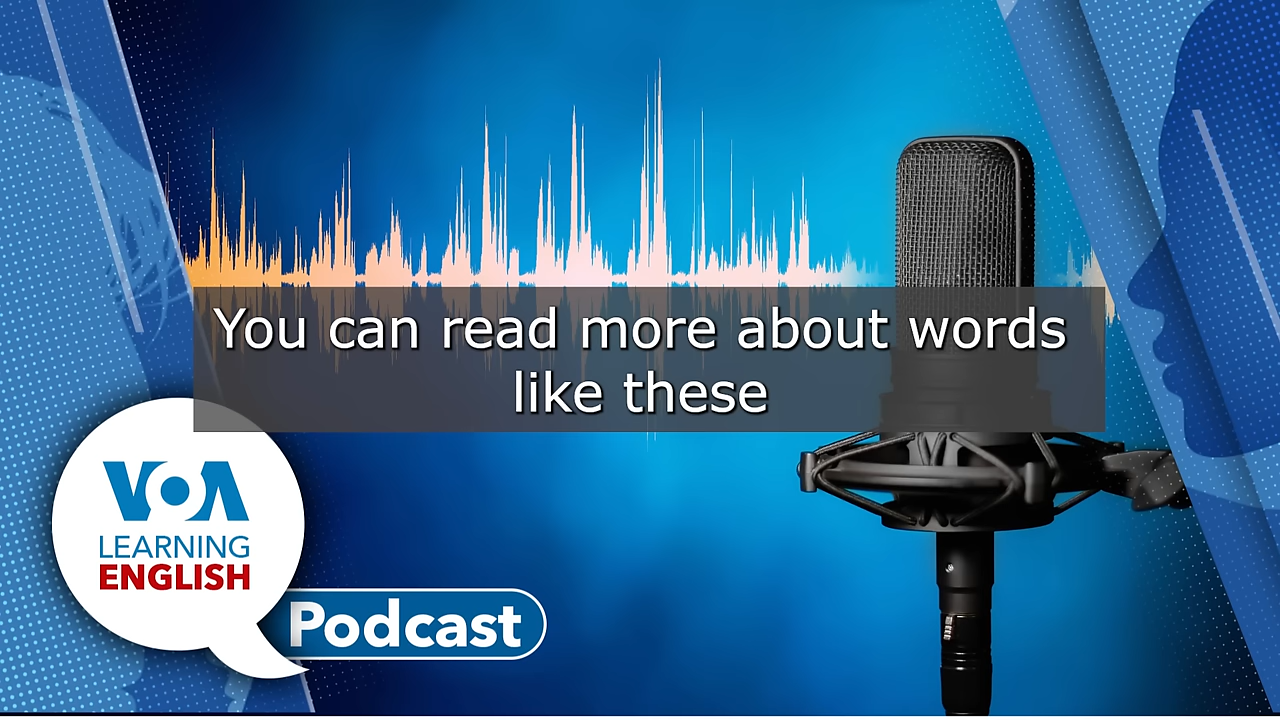 You can read more about words
like these
VOA
LEARNING
ENGLISH
Podcast